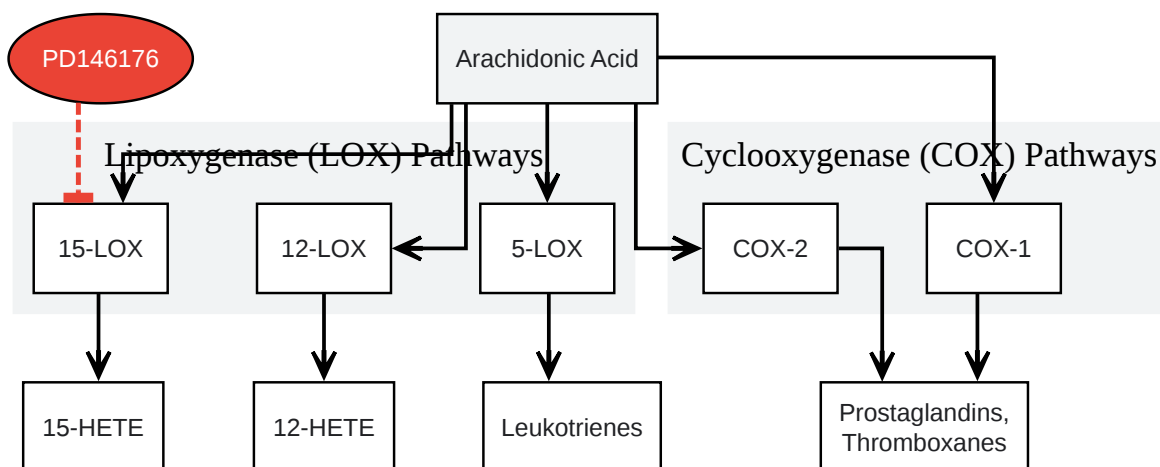 PD146176
Arachidonic Acid
Lipoxygenase (LOX) Pathways
Cyclooxygenase (COX) Pathways
15-LOX
12-LOX
5-LOX
COX-2
COX-1
15-HETE
12-HETE
Leukotrienes
Prostaglandins,
Thromboxanes